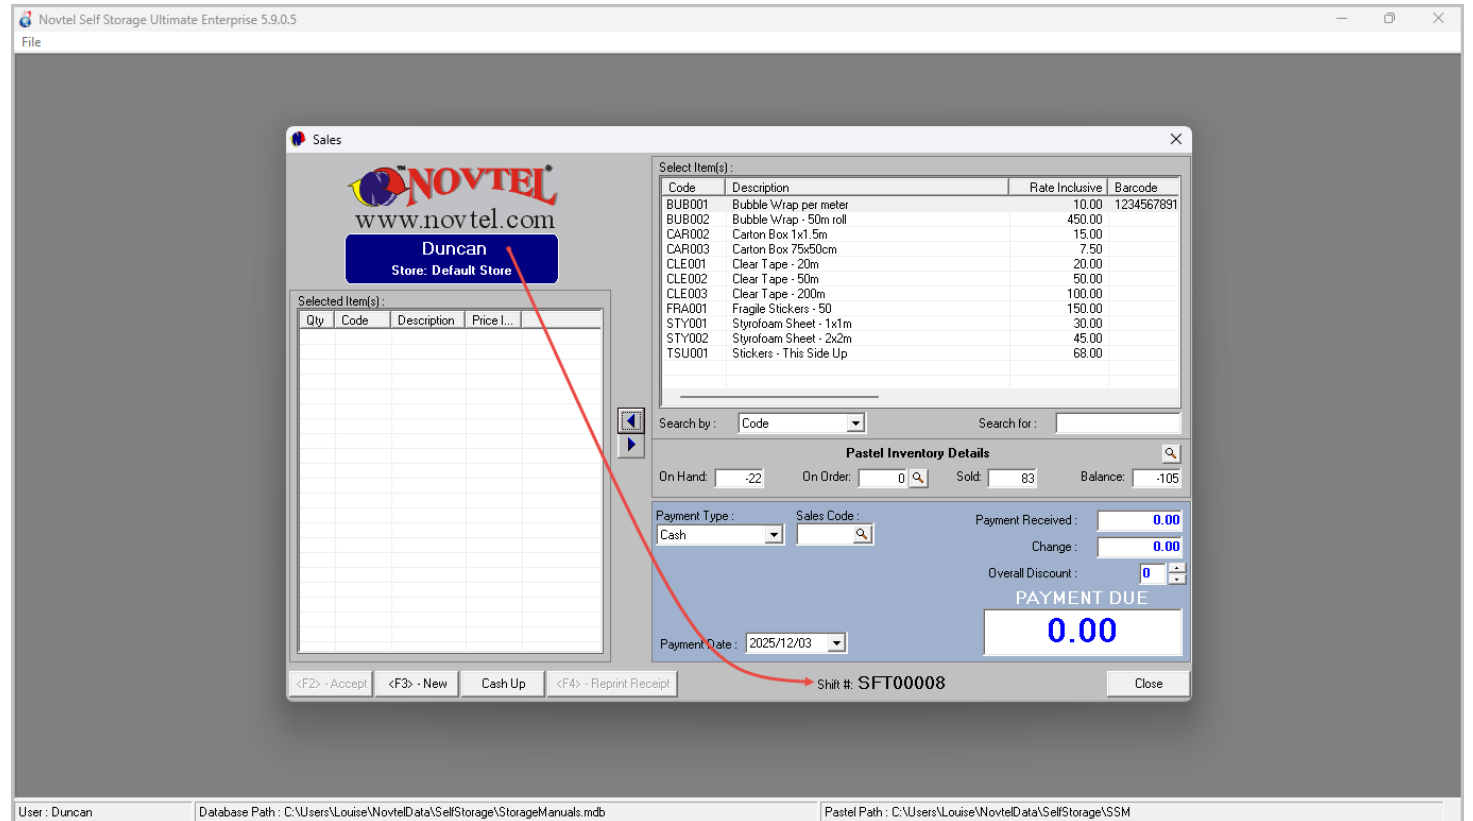 Novtel Self Storage Ultimate Enterprise 5.9.0.5
File
Sales
™NOVTEL®
www.novtel.com
Duncan
Store: Default Store
Selected Item(s) :
Qty Code Description Price I...
Select Item(s) :
Code Description Rate Inclusive Barcode
BUB001 Bubble Wrap per meter 10.00 1234567891
BUB002 Bubble Wrap - 50m roll 450.00
CAR002 Carton Box 1x1.5m 15.00
CAR003 Carton Box 75x50cm 7.50
CLE001 Clear Tape - 20m 20.00
CLE002 Clear Tape - 50m 50.00
CLE003 Clear Tape - 200m 100.00
FRA001 Fragile Stickers - 50 150.00
STY001 Styrofoam Sheet - 1x1m 30.00
STY002 Styrofoam Sheet - 2x2m 45.00
TSU001 Stickers - This Side Up 68.00
Search by : Code Search for :
Pastel Inventory Details
On Hand: -22 On Order: 0 Sold: 83 Balance: -105
Payment Type : Sales Code : Payment Received : 0.00
Cash
Change : 0.00
Overall Discount : 0
PAYMENT DUE
0.00
Payment Date : 2025/12/03
<F2> - Accept <F3> - New Cash Up <F4> - Reprint Receipt Shift #: SFT00008 Close
User : Duncan Database Path : C:\Users\Louise\NovtelData\SelfStorage\StorageManuals.mdb Pastel Path : C:\Users\Louise\NovtelData\SelfStorage\SSM